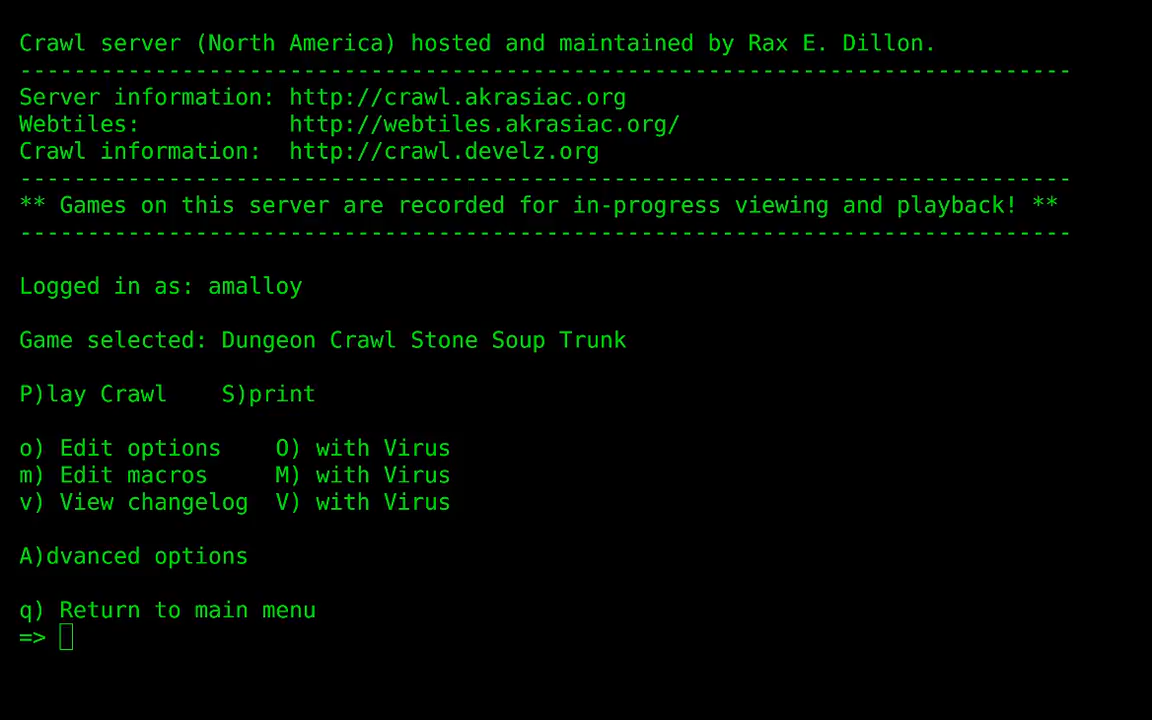 Crawl server (North America) hosted and maintained by Rax E. Dillon.
------------------------------------------------------------------------------
Server information: http://crawl.akrasiac.org
Webtiles:           http://webtiles.akrasiac.org/
Crawl information:  http://crawl.develz.org
------------------------------------------------------------------------------
** Games on this server are recorded for in-progress viewing and playback! **
------------------------------------------------------------------------------
Logged in as: amalloy
Game selected: Dungeon Crawl Stone Soup Trunk
P)lay Crawl    S)print
o) Edit options    O) with Virus
m) Edit macros     M) with Virus
v) View changelog  V) with Virus
A)dvanced options
q) Return to main menu
=>